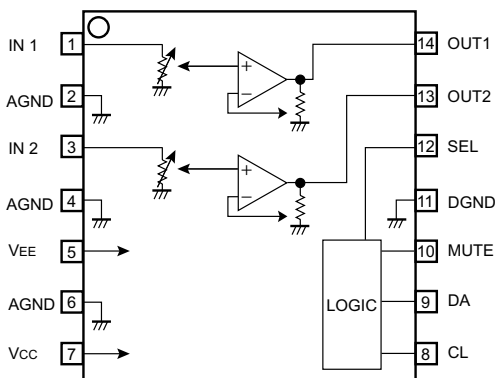 IN 1 1 14 OUT1
AGND 2 13 OUT2
IN 2 3 12 SEL
AGND 4 11 DGND
VEE 5 10 MUTE
AGND 6 LOGIC 9 DA
VCC 7 8 CL
+
−
+
−